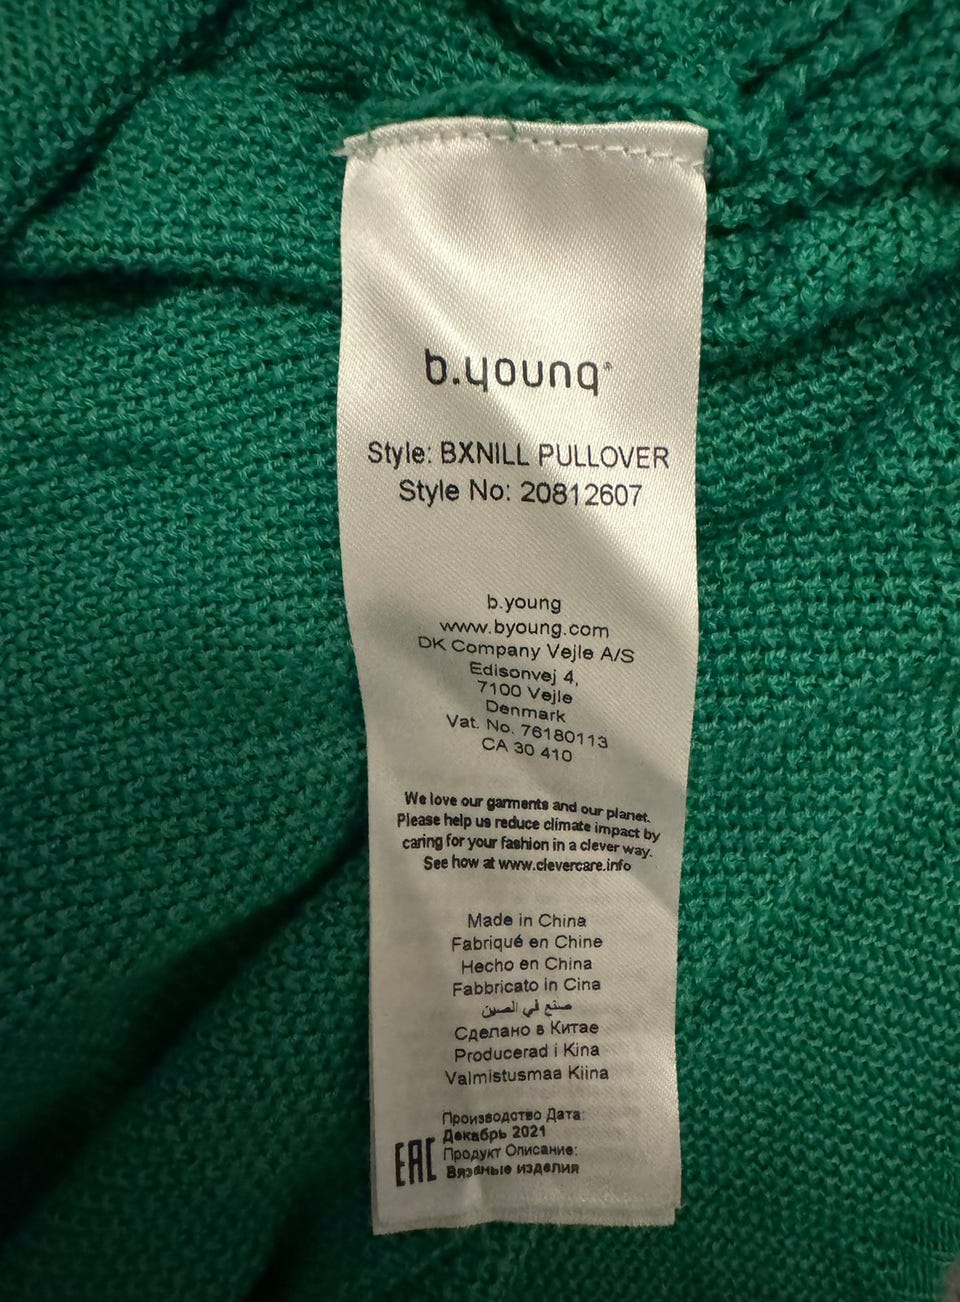 b.young®
Style: BXNILL PULLOVER
Style No: 20812607
b.young
www.byoung.com
DK Company Vejle A/S
Edisonvej 4,
7100 Vejle
Denmark
Vat. No. 76180113
CA 30 410
We love our garments and our planet.
Please help us reduce climate impact by
caring for your fashion in a clever way.
See how at www.clevercare.info
Made in China
Fabriqué en Chine
Hecho en China
Fabbricato in Cina
صنع في الصين
Сделано в Китае
Producerad i Kina
Valmistusmaa Kiina
Производство Дата:
Декабрь 2021
EAC Продукт Описание:
Вязаные изделия